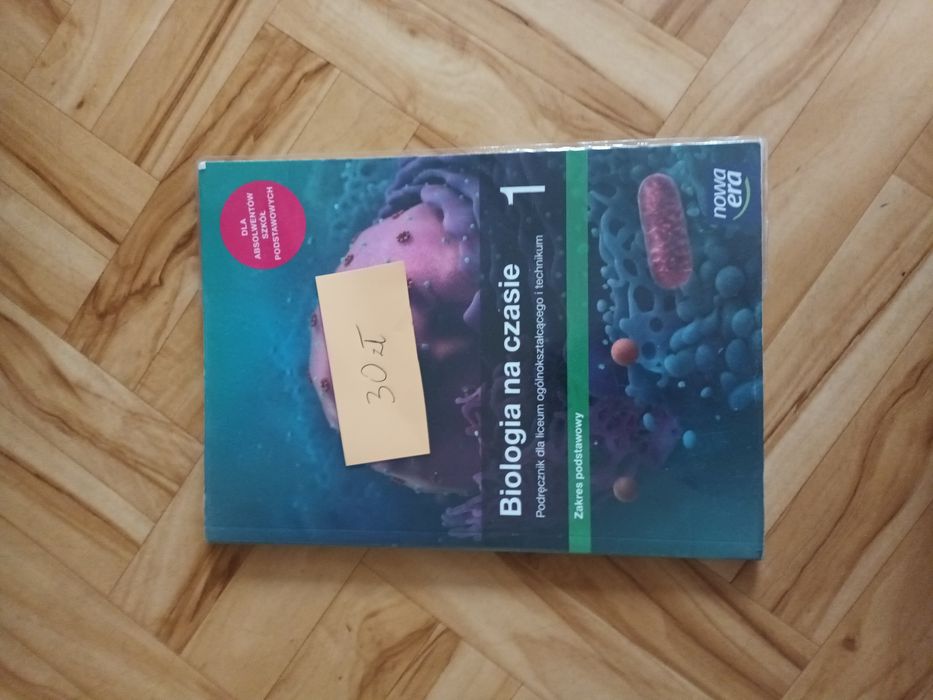 DLA
ABSOLWENTÓW
SZKÓŁ
PODSTAWOWYCH
30 zł
Biologia na czasie 1
Podręcznik dla liceum ogólnokształcącego i technikum
Zakres podstawowy
nowa
era